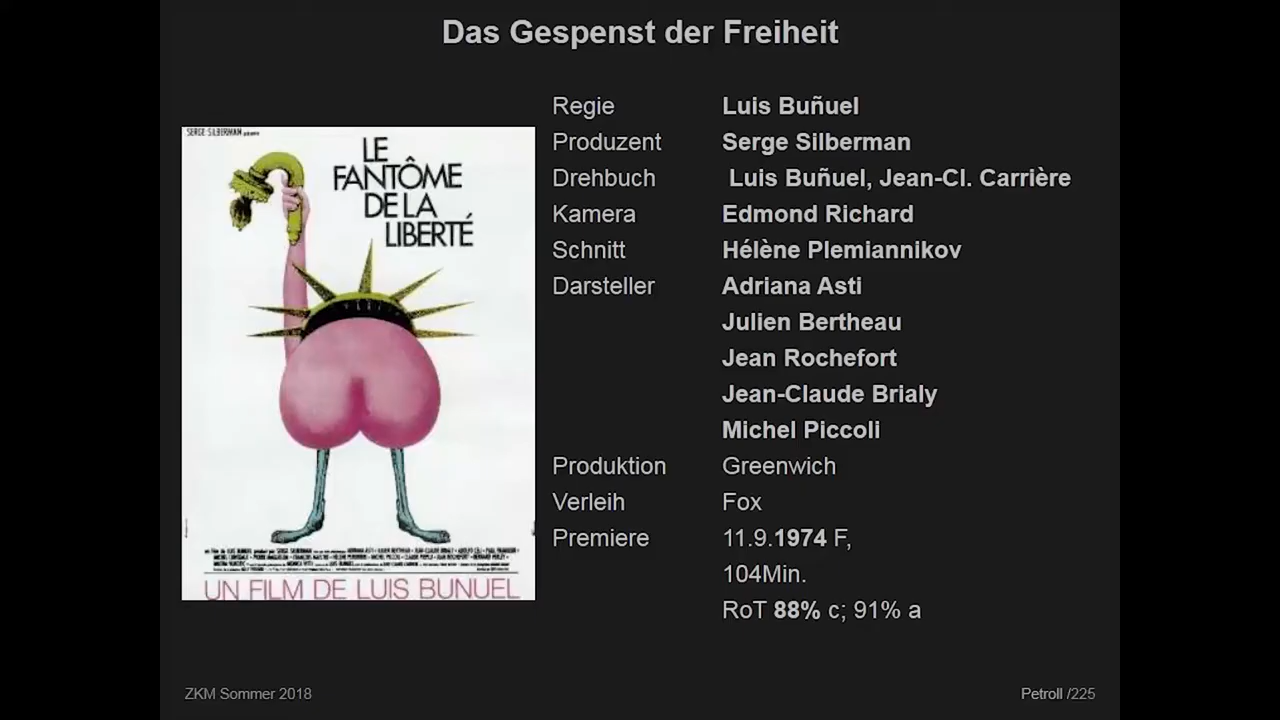 Das Gespenst der Freiheit
SERGE SILBERMAN
LE
FANTÔME
DE LA
LIBERTÉ
UN FILM DE LUIS BUNUEL
Regie Luis Buñuel
Produzent Serge Silberman
Drehbuch Luis Buñuel, Jean-Cl. Carrière
Kamera Edmond Richard
Schnitt Hélène Plemiannikov
Darsteller Adriana Asti
Julien Bertheau
Jean Rochefort
Jean-Claude Brialy
Michel Piccoli
Produktion Greenwich
Verleih Fox
Premiere 11.9.1974 F,
104Min.
RoT 88% c; 91% a
ZKM Sommer 2018
Petroll /225